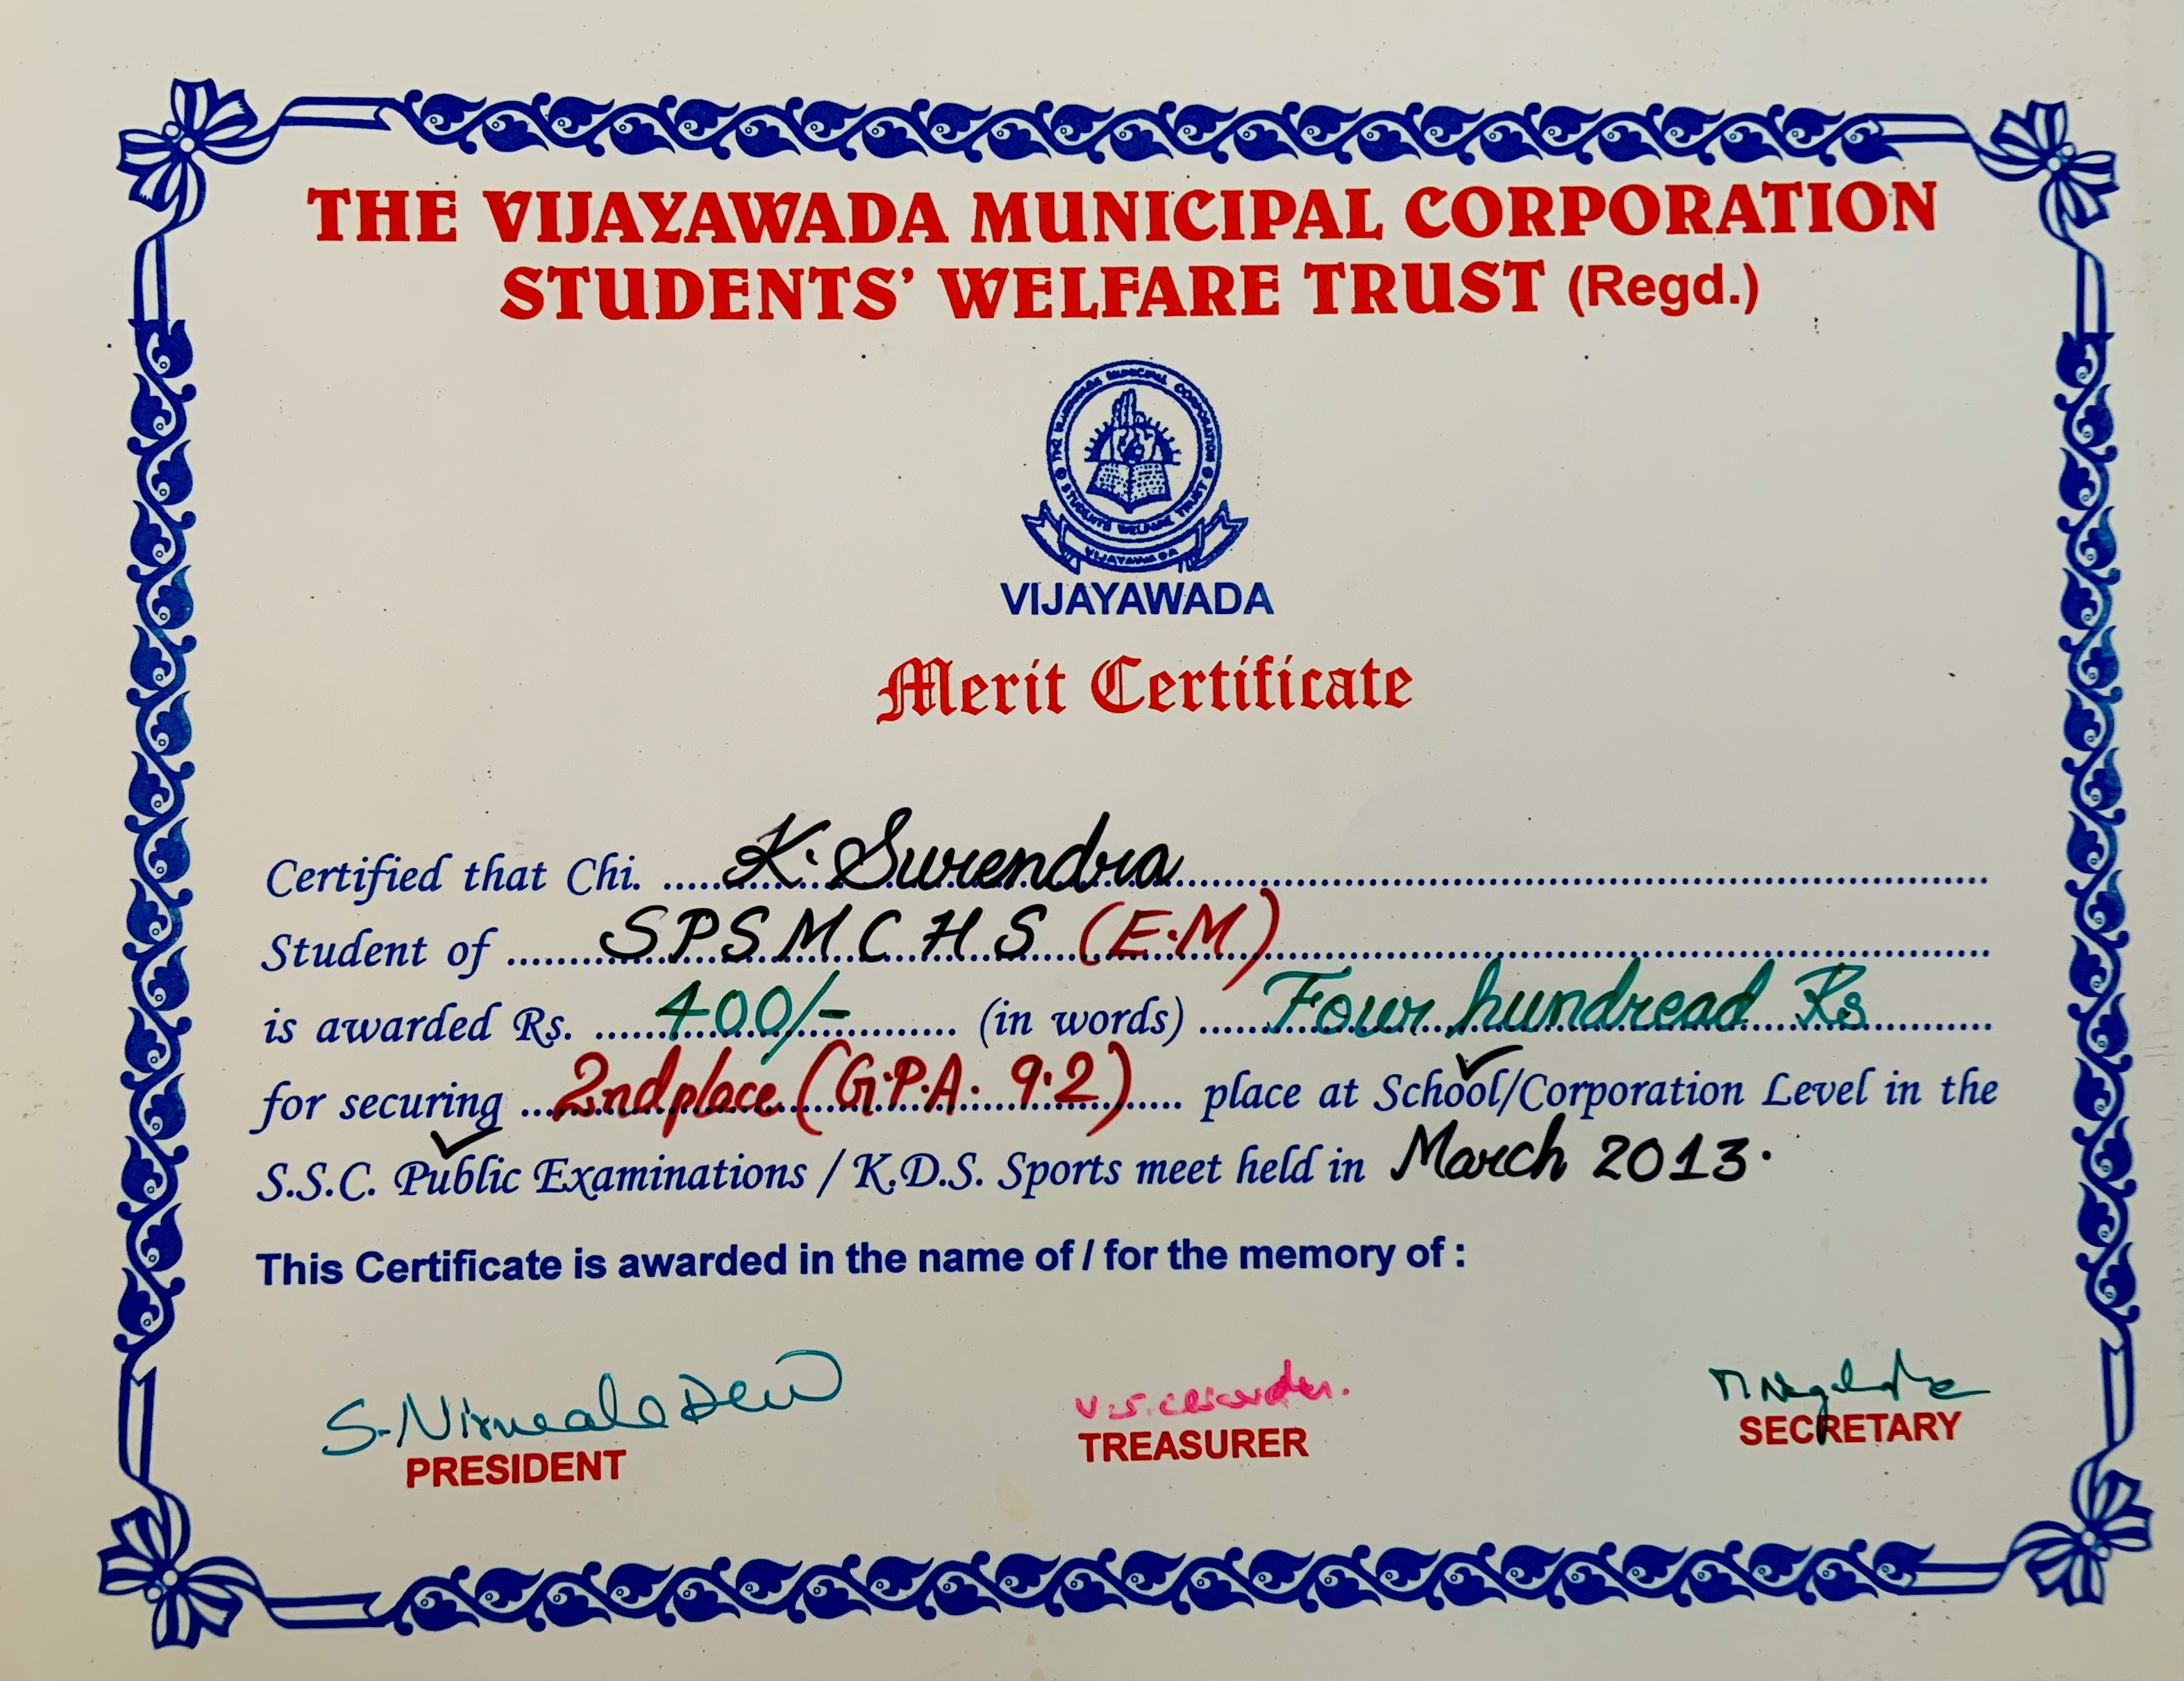 THE VIJAYAWADA MUNICIPAL CORPORATION
STUDENTS' WELFARE TRUST (Regd.)
THE VIJAYAWADA MUNICIPAL CORPORATION
STUDENTS WELFARE TRUST
VIJAYAWADA
VIJAYAWADA
Merit Certificate
Certified that Chi. K. Surendra
Student of SPSMCHS (E.M)
is awarded Rs. 400/- (in words) Four hundread Rs
for securing 2nd place (G.P.A. 9.2) place at School/Corporation Level in the
S.S.C. Public Examinations / K.D.S. Sports meet held in March 2013.
This Certificate is awarded in the name of / for the memory of :
S. Nirmala Devi
PRESIDENT
TREASURER
SECRETARY